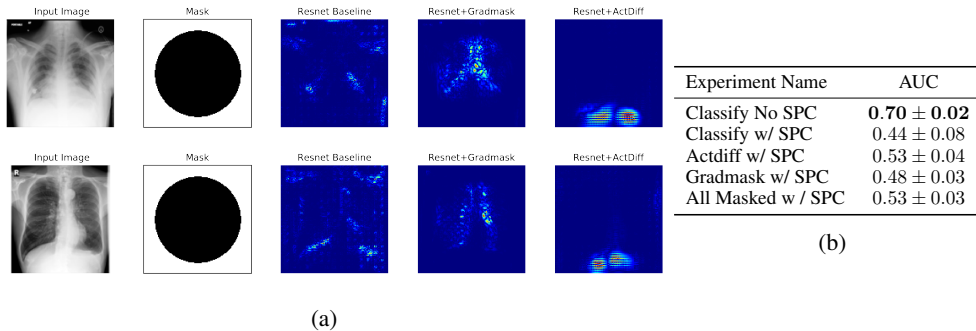 Input Image Mask Resnet Baseline Resnet+Gradmask Resnet+ActDiff
Input Image Mask Resnet Baseline Resnet+Gradmask Resnet+ActDiff
R
(a)
Experiment Name AUC
Classify No SPC 0.70 ± 0.02
Classify w/ SPC 0.44 ± 0.08
Actdiff w/ SPC 0.53 ± 0.04
Gradmask w/ SPC 0.48 ± 0.03
All Masked w / SPC 0.53 ± 0.03
(b)